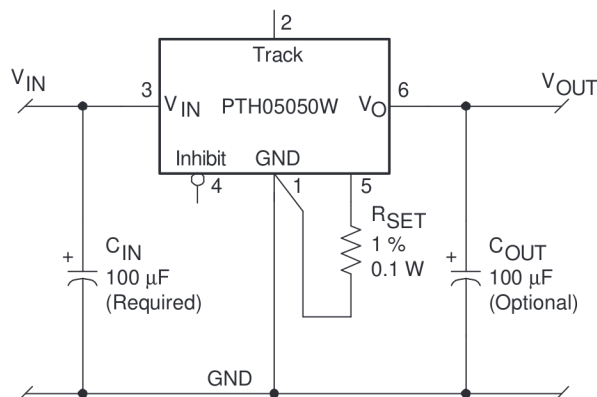 2
Track
V_IN
3
V_IN
PTH05050W
V_O
6
V_OUT
Inhibit
GND
4
1
5
R_SET
1 %
0.1 W
+
C_IN
100 µF
(Required)
+
C_OUT
100 µF
(Optional)
GND